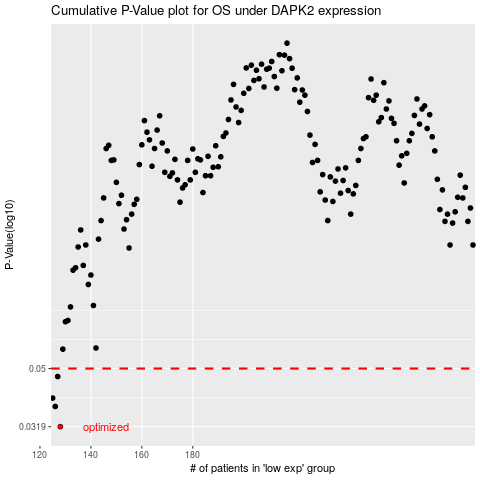 Cumulative P-Value plot for OS under DAPK2 expression
P-Value(log10)
0.05
0.0319
optimized
120 140 160 180
# of patients in 'low exp' group